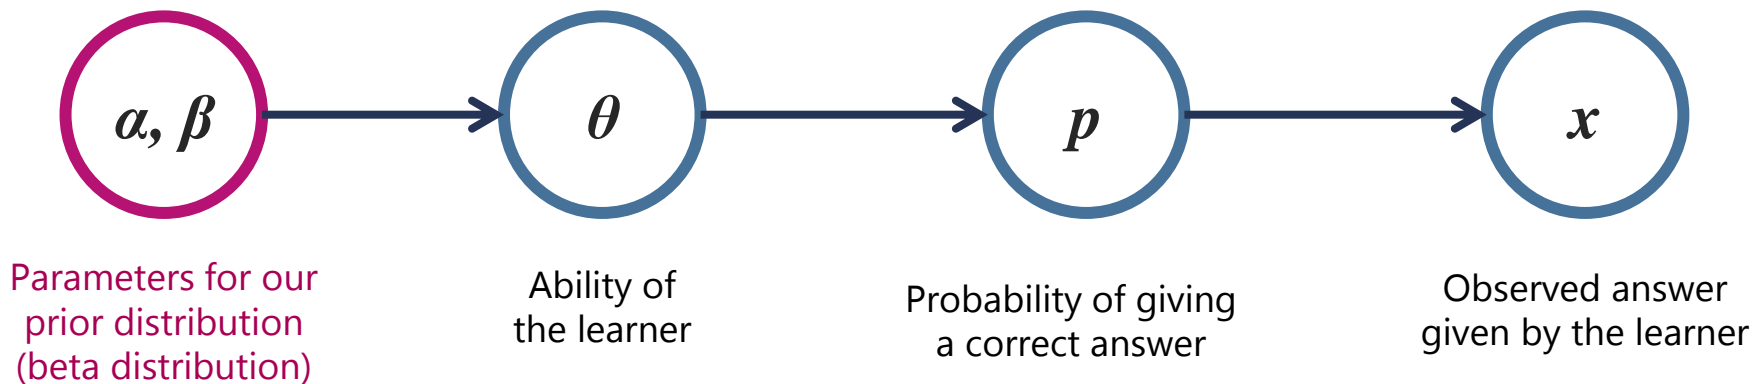 α, β
θ
p
x
Parameters for our
prior distribution
(beta distribution)
Ability of
the learner
Probability of giving
a correct answer
Observed answer
given by the learner